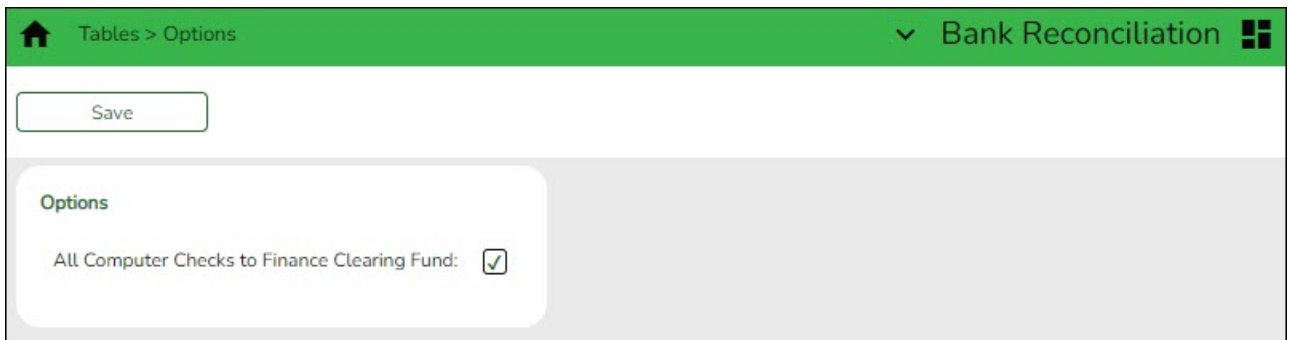 Tables > Options
Bank Reconciliation
Save
Options
All Computer Checks to Finance Clearing Fund: